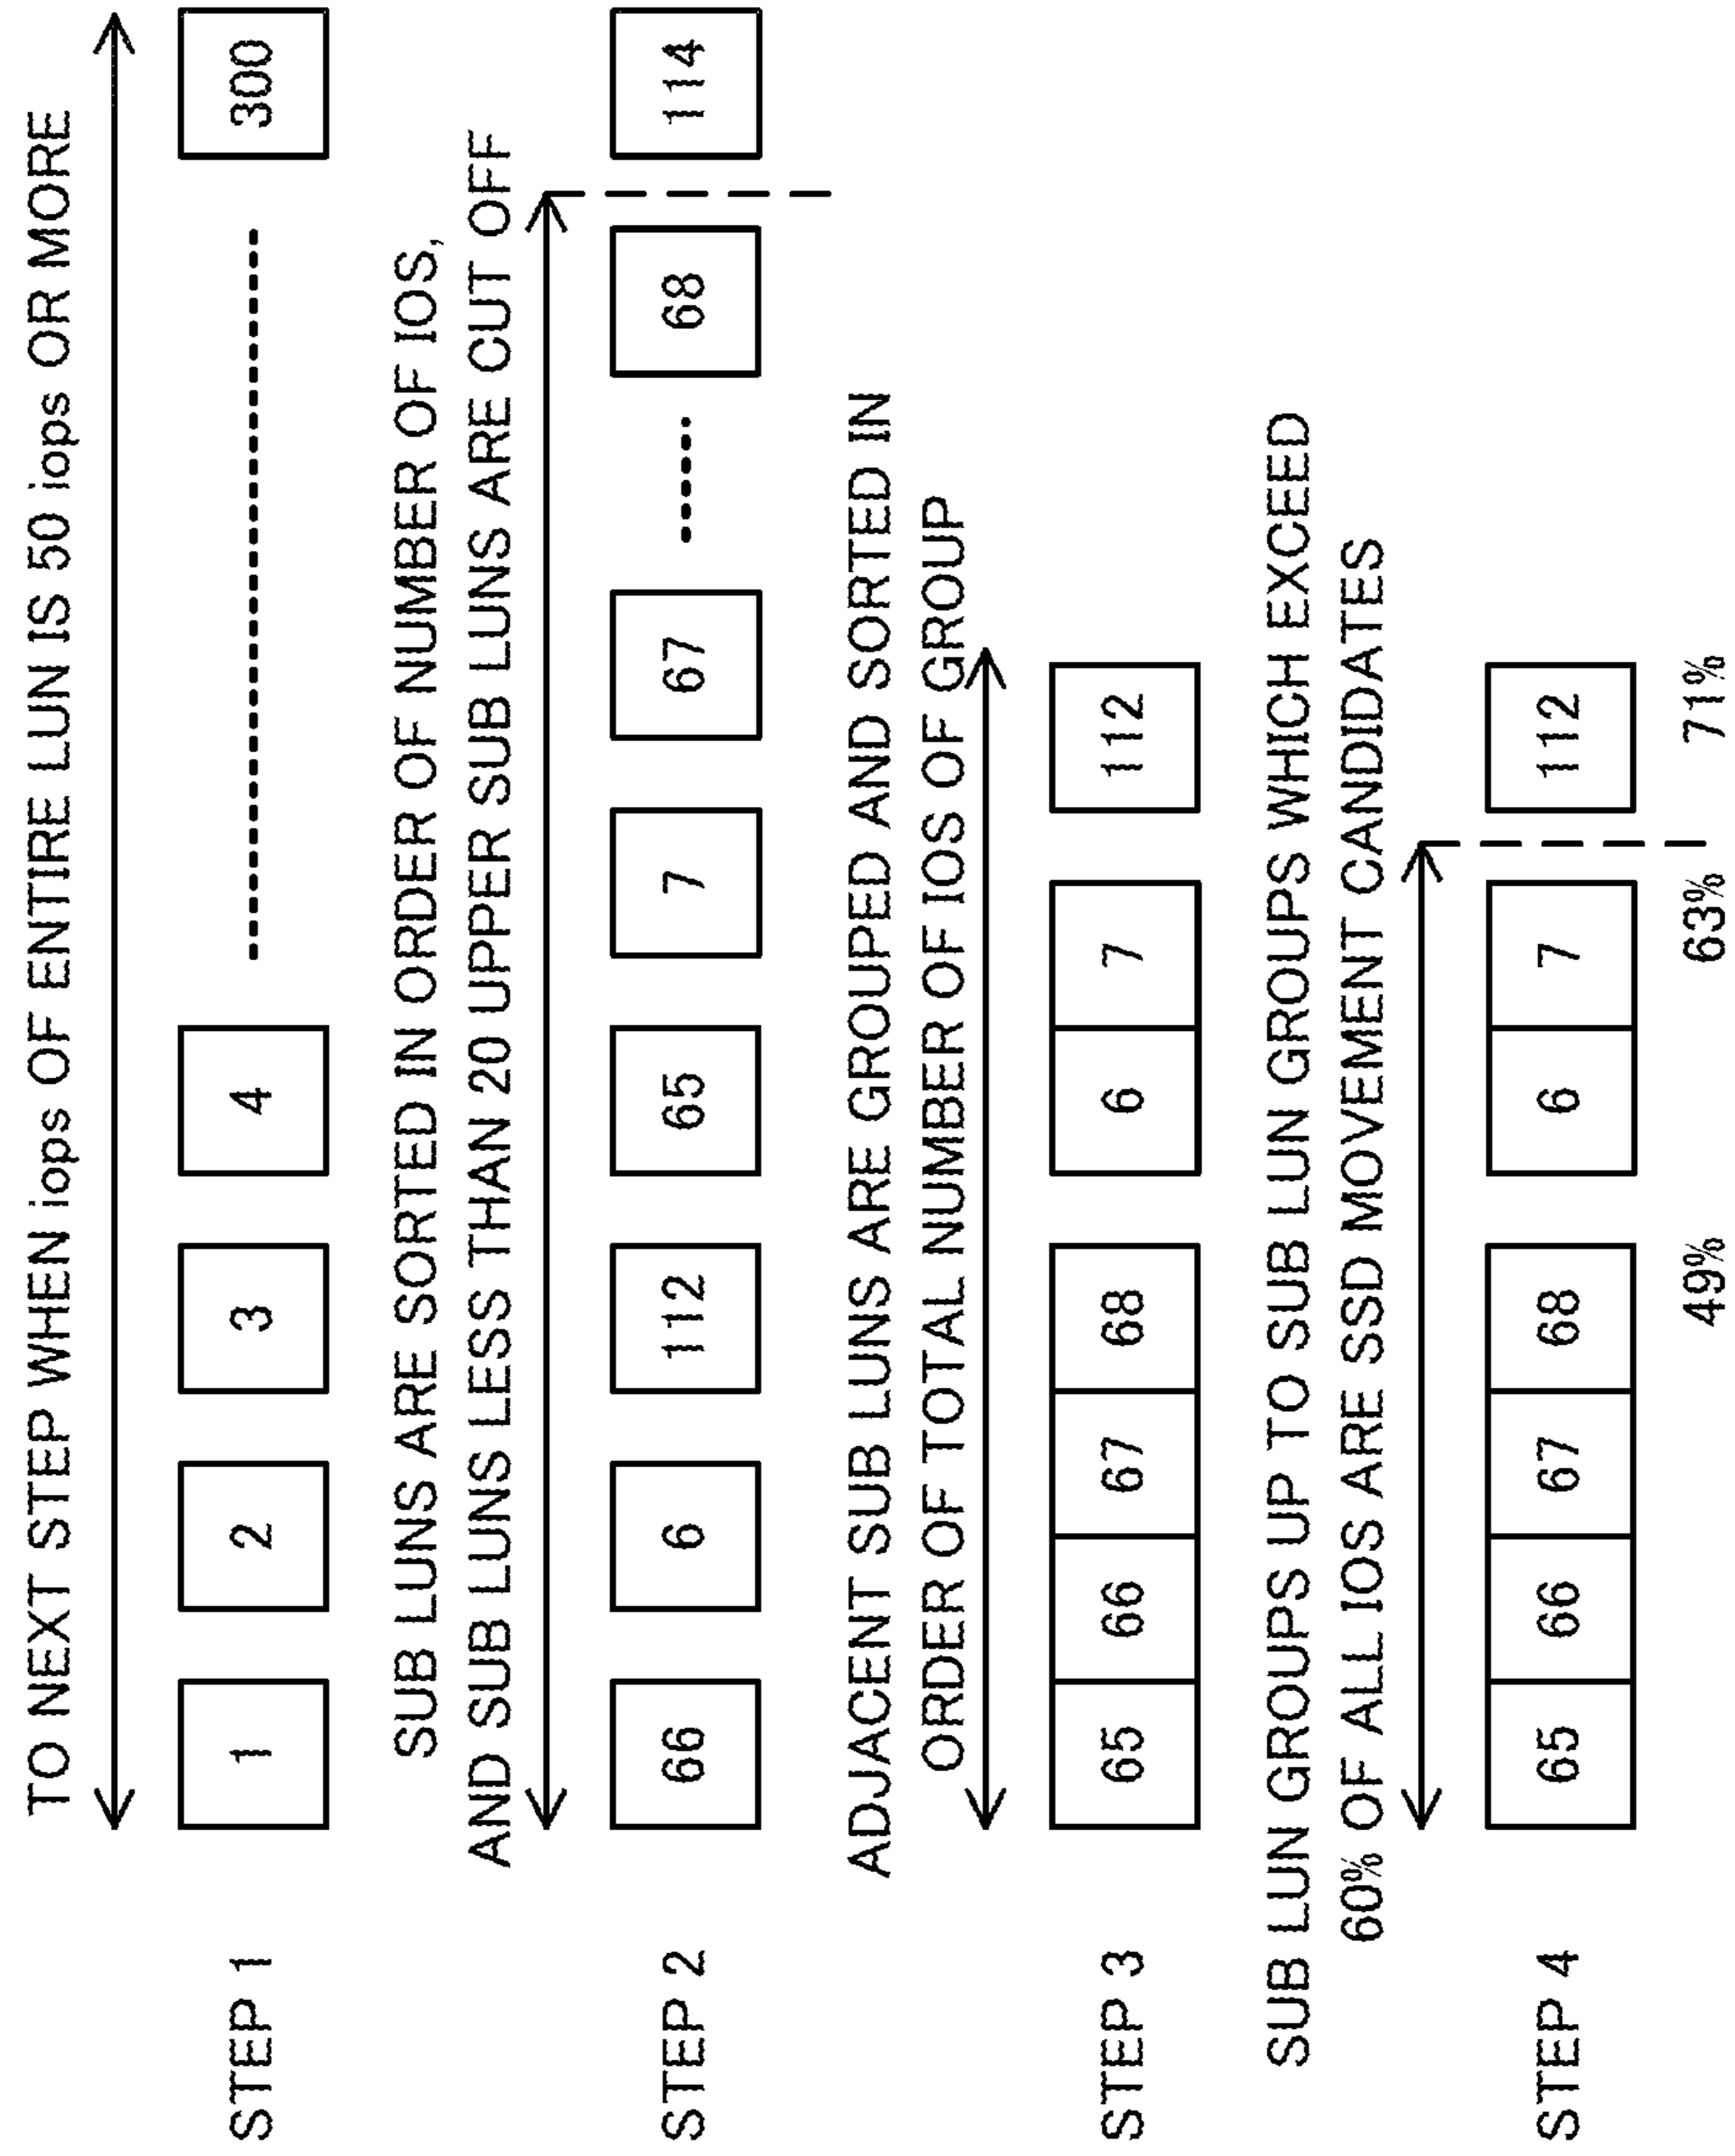 TO NEXT STEP WHEN iops OF ENTIRE LUN IS 50 iops OR MORE
STEP 1 1 2 3 4 300
SUB LUNS ARE SORTED IN ORDER OF NUMBER OF IOS,
AND SUB LUNS LESS THAN 20 UPPER SUB LUNS ARE CUT OFF
STEP 2 66 6 112 65 7 67 68 114
ADJACENT SUB LUNS ARE GROUPED AND SORTED IN
ORDER OF TOTAL NUMBER OF IOS OF GROUP
STEP 3 65 66 67 68 6 7 112
SUB LUN GROUPS UP TO SUB LUN GROUPS WHICH EXCEED
60% OF ALL IOS ARE SSD MOVEMENT CANDIDATES
STEP 4 65 66 67 68 6 7 112
49% 63% 71%